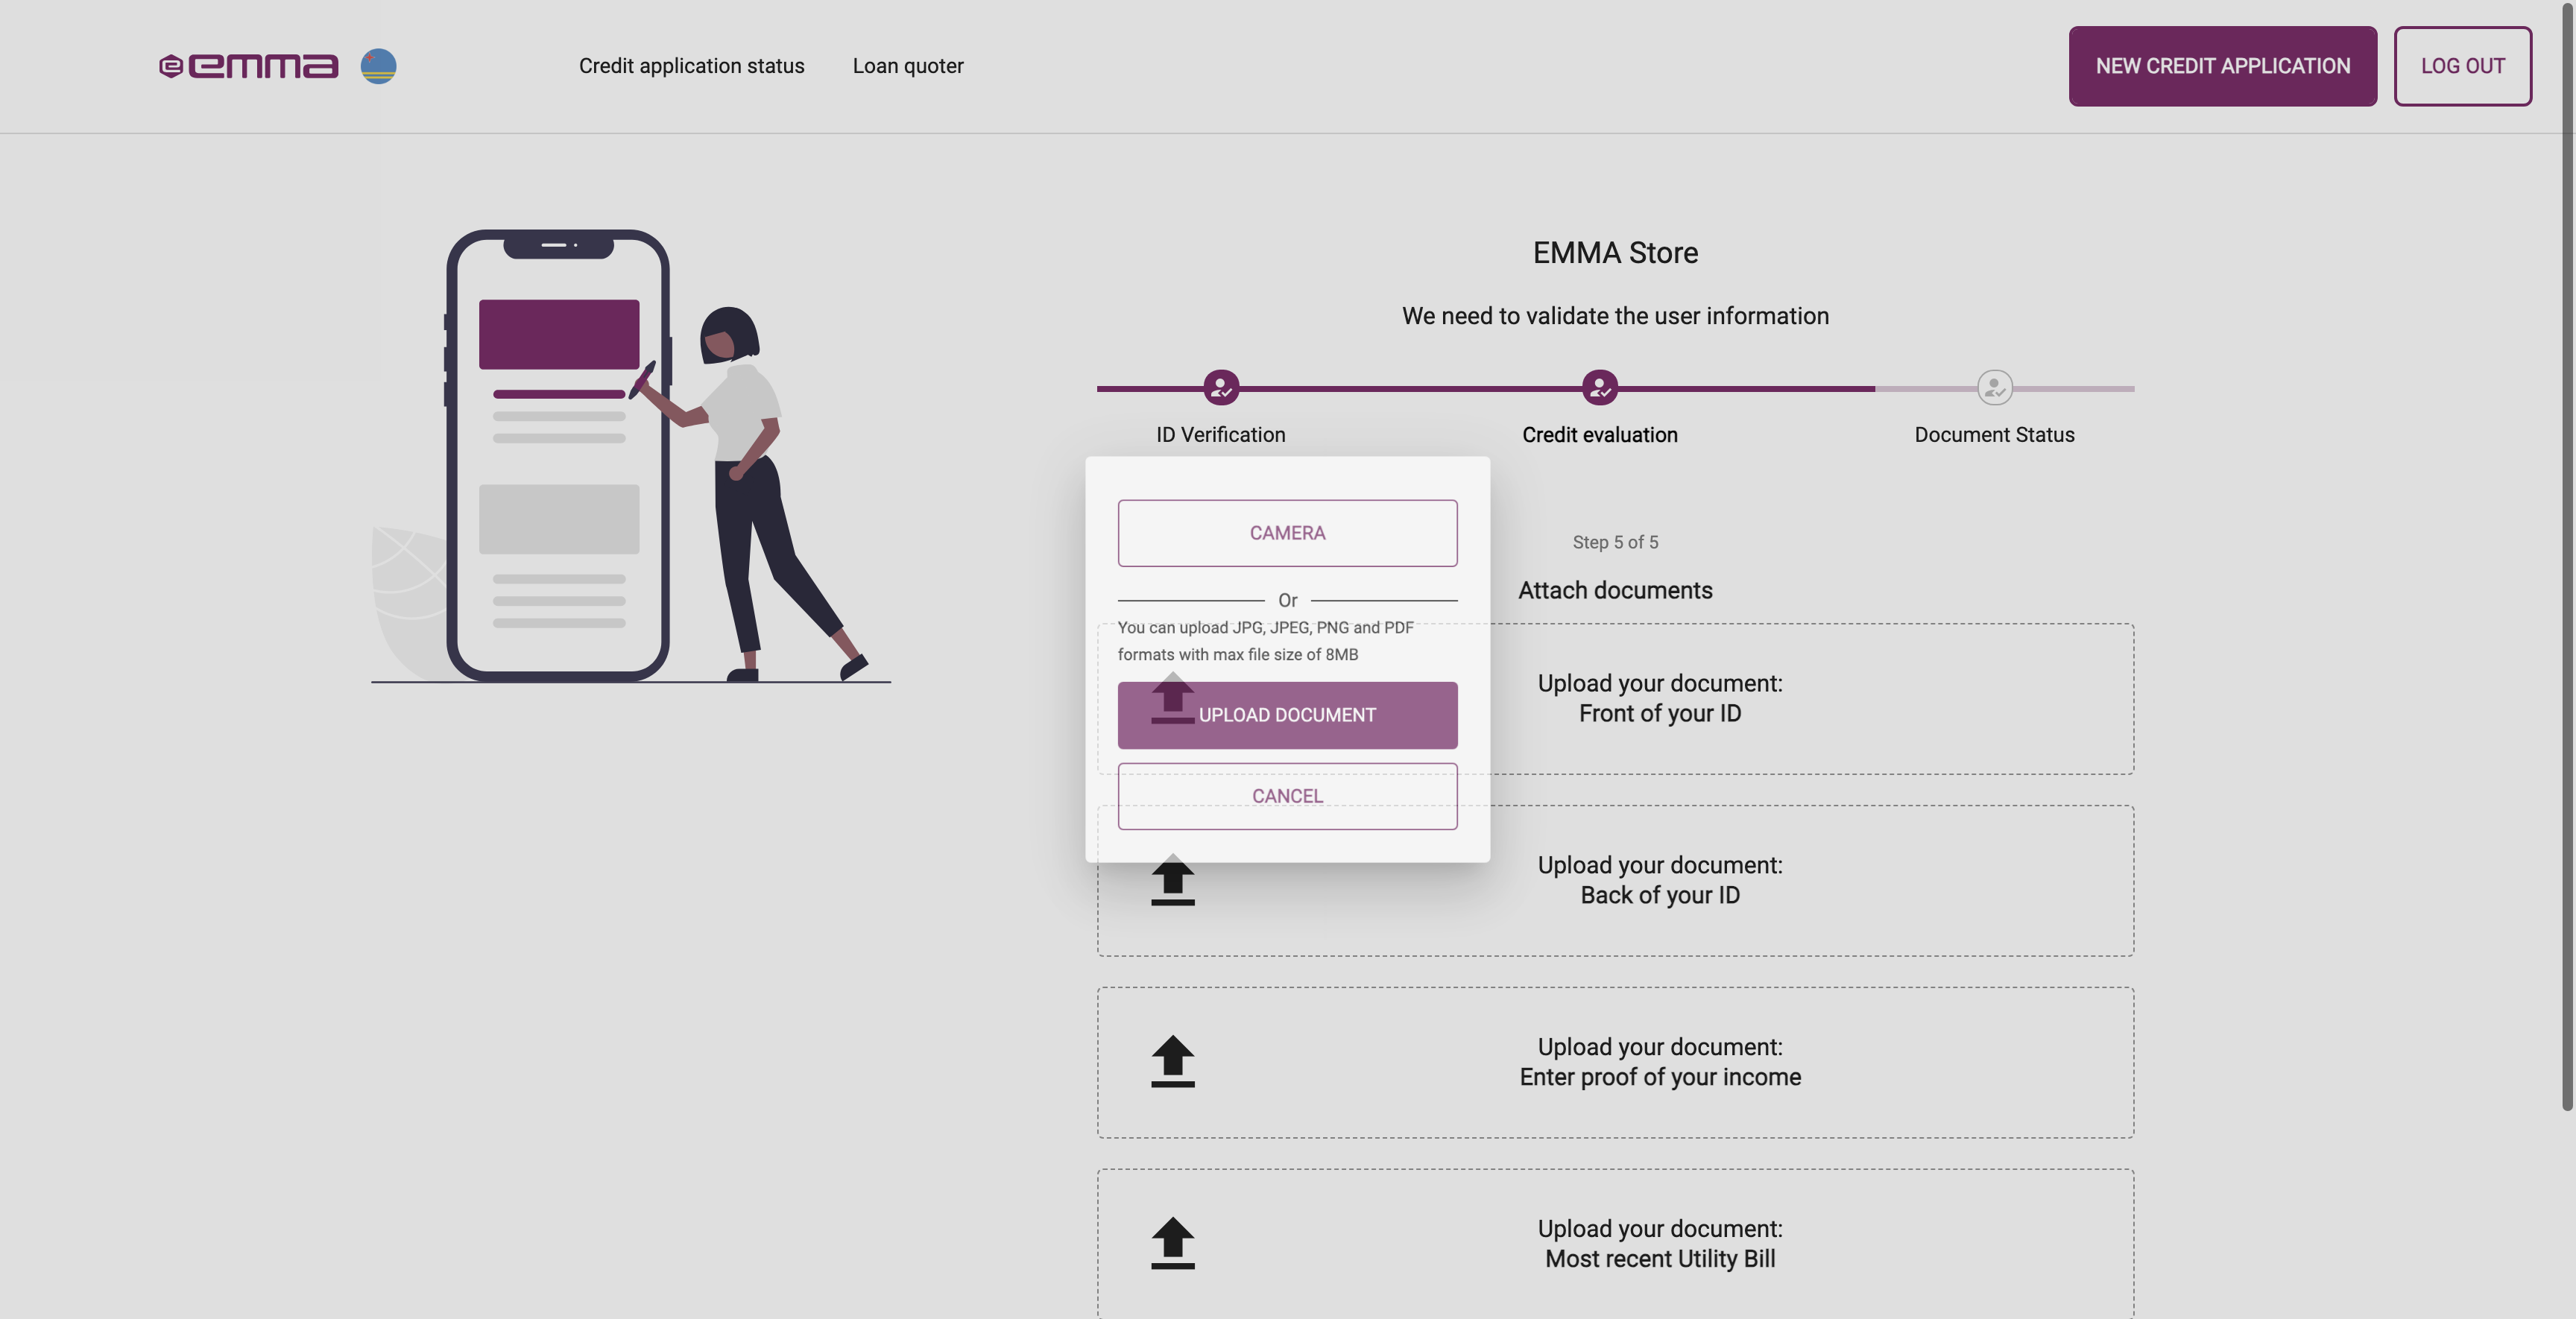 emma
Credit application status
Loan quoter
NEW CREDIT APPLICATION
LOG OUT
EMMA Store
We need to validate the user information
ID Verification
Credit evaluation
Document Status
Step 5 of 5
Attach documents
CAMERA
Or
You can upload JPG, JPEG, PNG and PDF
formats with max file size of 8MB
UPLOAD DOCUMENT
CANCEL
Upload your document:
Front of your ID
Upload your document:
Back of your ID
Upload your document:
Enter proof of your income
Upload your document:
Most recent Utility Bill